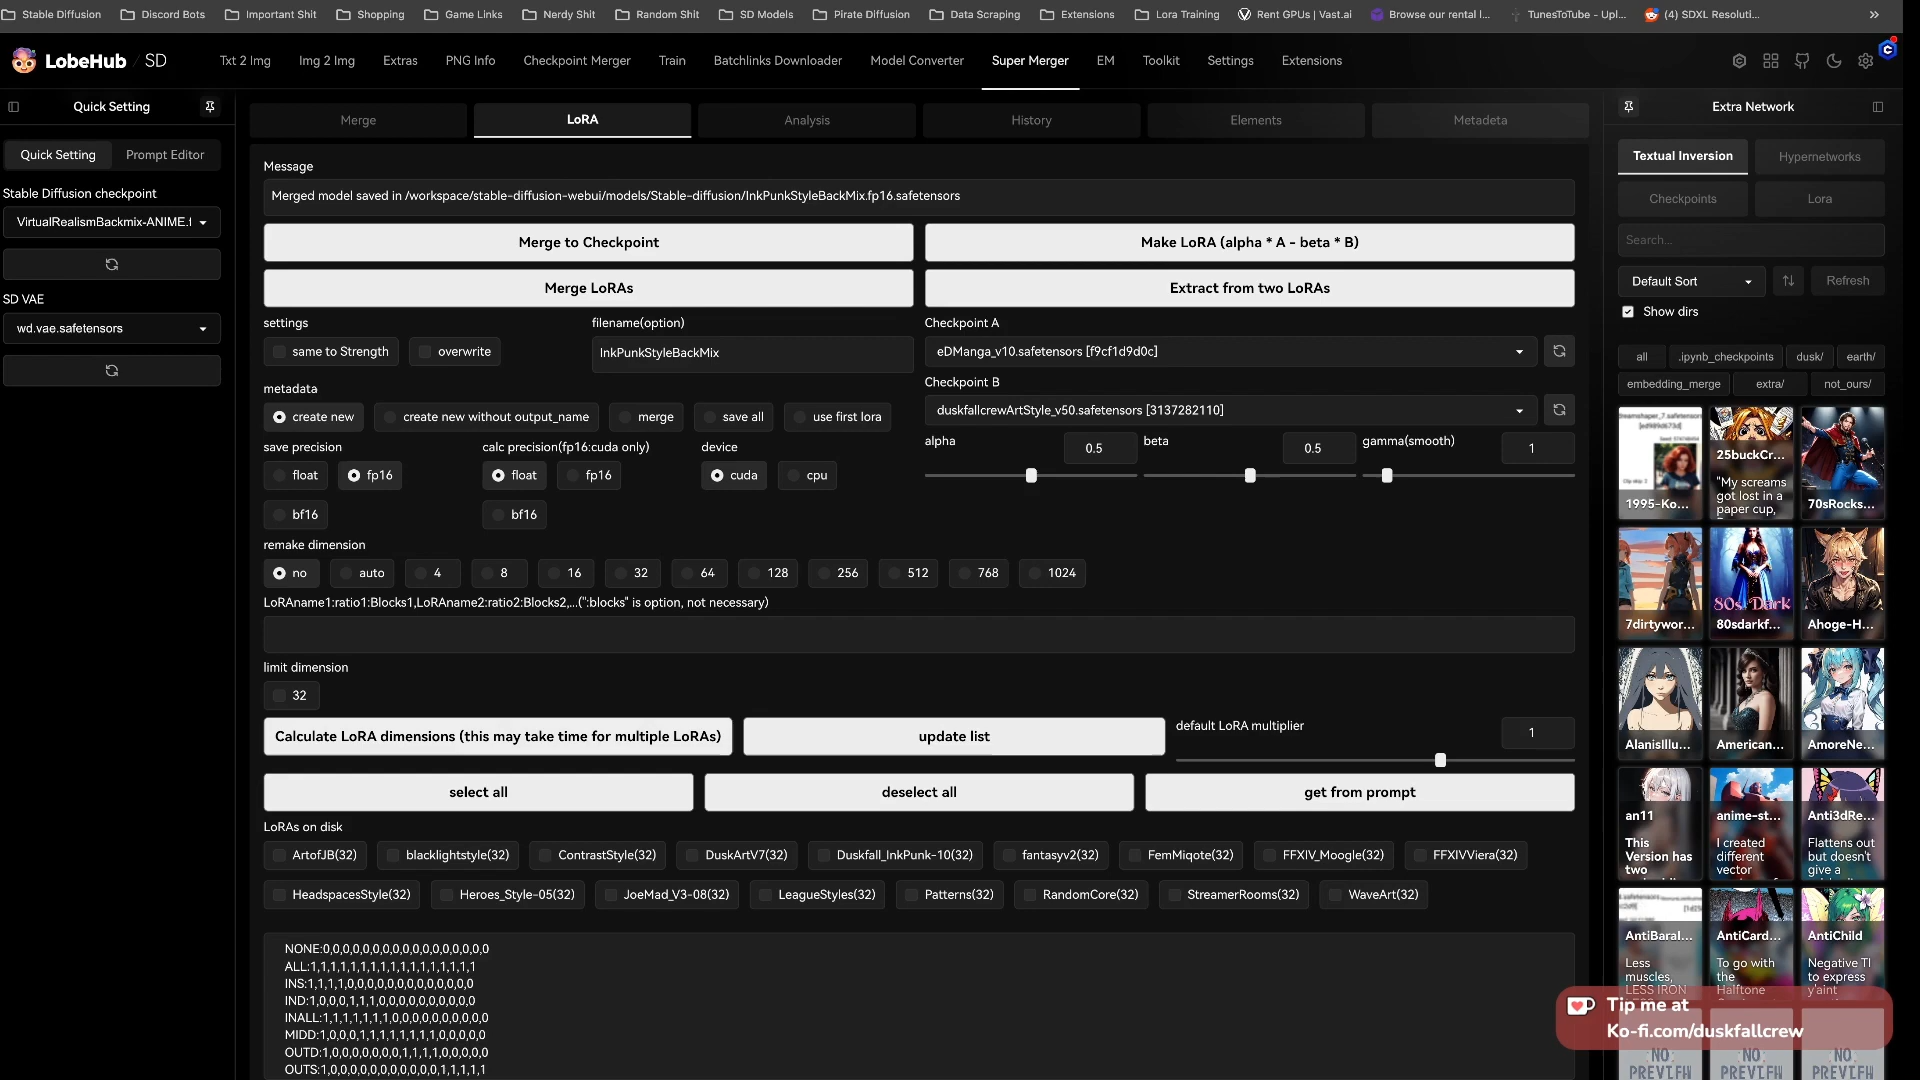 Stable Diffusion Discord Bots Important Shit Shopping Game Links Nerdy Shit Random Shit SD Models Pirate Diffusion Data Scraping Extensions Lora Training Rent GPUs | Vast.ai Browse our rental l... TunesToTube - Upl... (4) SDXL Resoluti...
LobeHub / SD Txt 2 Img Img 2 Img Extras PNG Info Checkpoint Merger Train Batchlinks Downloader Model Converter Super Merger EM Toolkit Settings Extensions
Quick Setting
Quick Setting Prompt Editor
Stable Diffusion checkpoint
VirtualRealismBackmix-ANIME.f
SD VAE
wd.vae.safetensors
Merge LoRA Analysis History Elements Metadeta
Message
Merged model saved in /workspace/stable-diffusion-webui/models/Stable-diffusion/InkPunkStyleBackMix.fp16.safetensors
Merge to Checkpoint Make LoRA (alpha * A - beta * B)
Merge LoRAs Extract from two LoRAs
settings filename(option) Checkpoint A
same to Strength overwrite InkPunkStyleBackMix eDManga_v10.safetensors [f9cf1d9d0c]
metadata Checkpoint B
create new create new without output_name merge save all use first lora duskfallcrewArtStyle_v50.safetensors [3137282110]
save precision calc precision(fp16:cuda only) device alpha 0.5 beta 0.5 gamma(smooth) 1
float fp16 float fp16 cuda cpu
bf16 bf16
remake dimension
no auto 4 8 16 32 64 128 256 512 768 1024
LoRAname1:ratio1:Blocks1,LoRAname2:ratio2:Blocks2,...(":blocks" is option, not necessary)
limit dimension
32
Calculate LoRA dimensions (this may take time for multiple LoRAs) update list default LoRA multiplier 1
select all deselect all get from prompt
LoRAs on disk
ArtofJB(32) blacklightstyle(32) ContrastStyle(32) DuskArtV7(32) Duskfall_InkPunk-10(32) fantasyv2(32) FemMiqote(32) FFXIV_Moogle(32) FFXIVViera(32)
HeadspacesStyle(32) Heroes_Style-05(32) JoeMad_V3-08(32) LeagueStyles(32) Patterns(32) RandomCore(32) StreamerRooms(32) WaveArt(32)
NONE:0,0,0,0,0,0,0,0,0,0,0,0,0,0,0,0,0
ALL:1,1,1,1,1,1,1,1,1,1,1,1,1,1,1,1,1
INS:1,1,1,1,0,0,0,0,0,0,0,0,0,0,0,0,0
IND:1,0,0,0,1,1,1,0,0,0,0,0,0,0,0,0,0
INALL:1,1,1,1,1,1,1,0,0,0,0,0,0,0,0,0,0
MIDD:1,0,0,0,1,1,1,1,1,1,1,1,0,0,0,0,0
OUTD:1,0,0,0,0,0,0,0,1,1,1,1,0,0,0,0,0
OUTS:1,0,0,0,0,0,0,0,0,0,0,0,1,1,1,1,1
Extra Network
Textual Inversion Hypernetworks
Checkpoints Lora
Search...
Default Sort Refresh
Show dirs
all .ipynb_checkpoints dusk/ earth/
embedding_merge extra/ not_ours/
1995-Ko...
25buckCr...
"My screams
got lost in a
paper cup,
70sRocks...
7dirtywor... 80sdarkf... Ahoge-H...
80s Dark
AlanisIllu... American... AmoreNe...
an11 anime-st... Anti3dRe...
This
Version has
two
I created
different
vector
Flattens out
but doesn't
give a
AntiBaral... AntiCard... AntiChild
Less
muscles,
LESS IRON
To go with
the
Halftone
Negative TI
to express
y'aint
Tip me at
Ko-fi.com/duskfallcrew
NO NO NO
PREVIEW PREVIEW PREVIEW